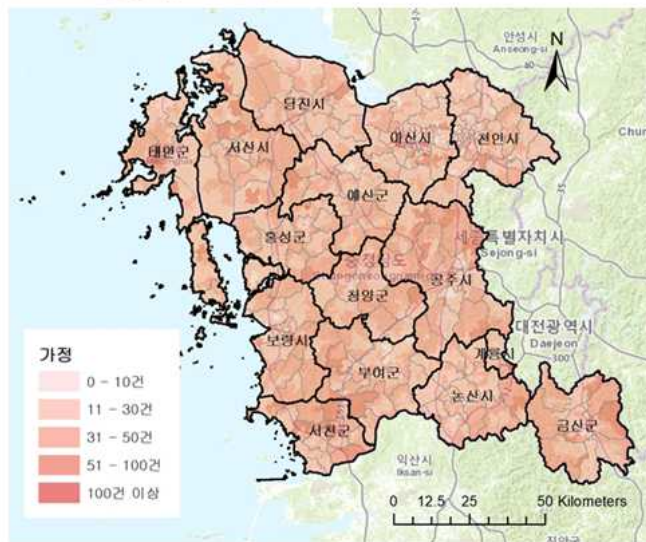 안성시
Anseong-si
N
당진시
아산시
천안시
태안군
서산시
예산군
홍성군
세종특별자치시
Sejong-si
충청남도
공주시
청양군
대전광역시
Daejeon
보령시
계룡시
부여군
논산시
금산군
서천군
익산시
Iksan-si
가정
0 - 10건
11 - 30건
31 - 50건
51 - 100건
100건 이상
0 12.5 25 50 Kilometers